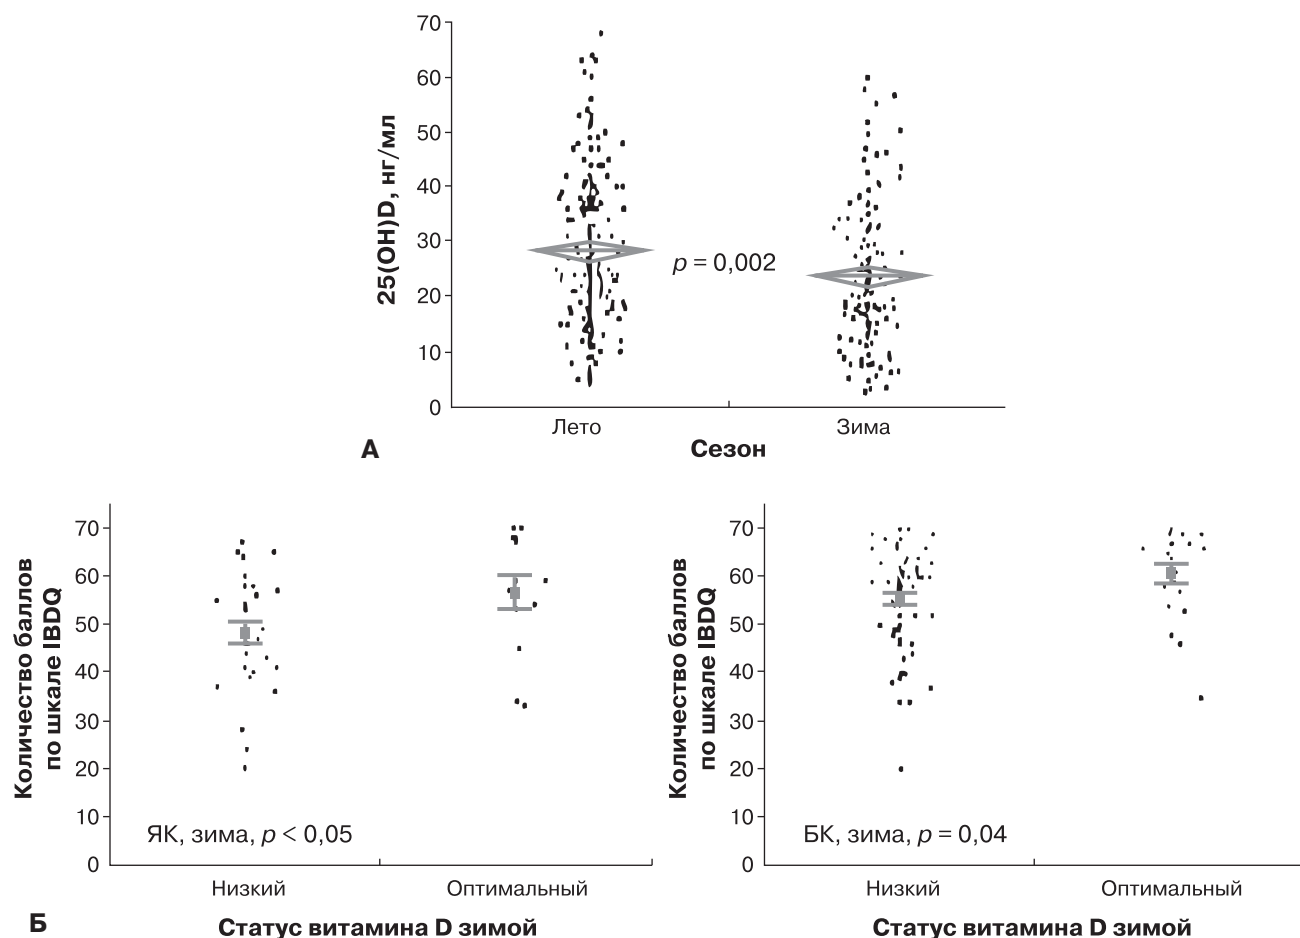 70
60
50
40
30
20
10
0
25(OH)D, нг/мл
p = 0,002
Лето
Зима
Сезон
А
70
60
50
40
30
20
10
0
Количество баллов
по шкале IBDQ
ЯК, зима, p < 0,05
Низкий
Оптимальный
Статус витамина D зимой
70
60
50
40
30
20
10
0
Количество баллов
по шкале IBDQ
БК, зима, p = 0,04
Низкий
Оптимальный
Статус витамина D зимой
Б